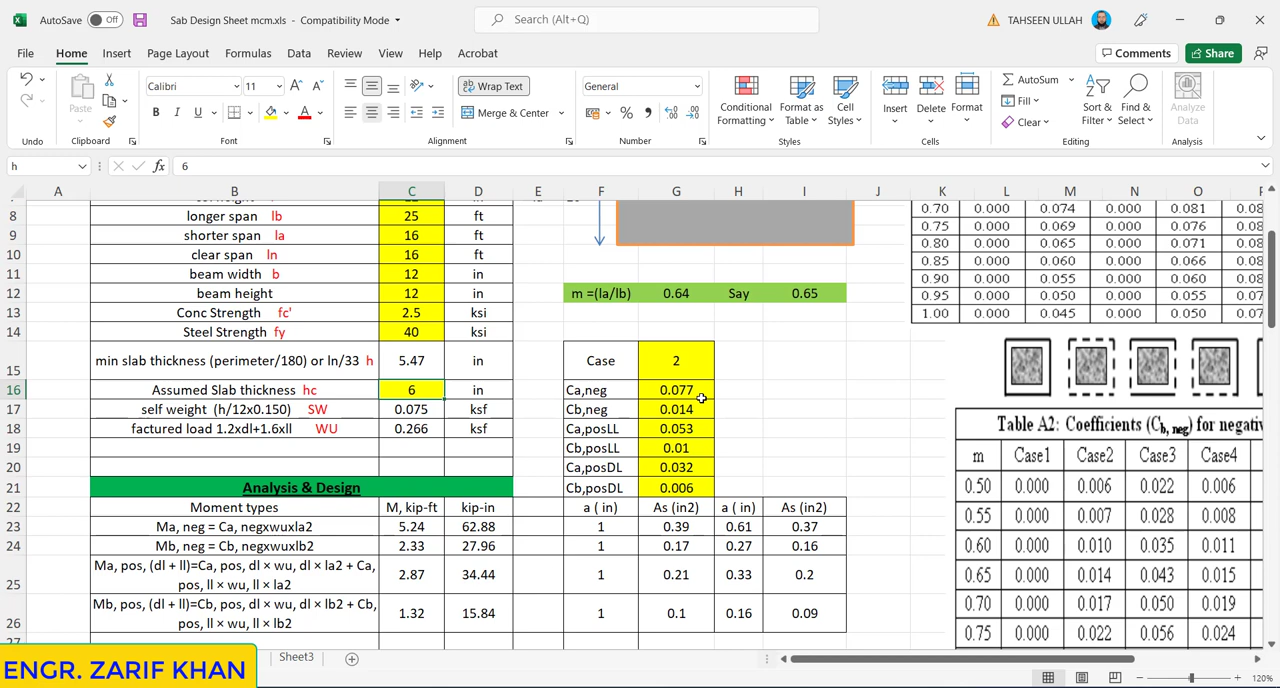 AutoSave Off Sab Design Sheet mcm.xls - Compatibility Mode Search (Alt+Q) TAHSEEN ULLAH
File Home Insert Page Layout Formulas Data Review View Help Acrobat Comments Share
Calibri 11 Wrap Text General AutoSum
Paste B I U Merge & Center % Conditional Formatting Format as Table Cell Styles Insert Delete Format Fill Clear Sort & Filter Find & Select Analyze Data
Undo Clipboard Font Alignment Number Styles Cells Editing Analysis
h fx 6
A B C D E F G H I J K L M N O
0.70 0.000 0.074 0.000 0.081 0.08
8 longer span lb 25 ft
0.75 0.000 0.069 0.000 0.076 0.08
9 shorter span la 16 ft
0.80 0.000 0.065 0.000 0.071 0.08
10 clear span ln 16 ft
0.85 0.000 0.060 0.000 0.066 0.08
11 beam width b 12 in
0.90 0.000 0.055 0.000 0.060 0.08
12 beam height 12 in m =(la/lb) 0.64 Say 0.65
0.95 0.000 0.050 0.000 0.055 0.07
13 Conc Strength fc' 2.5 ksi
1.00 0.000 0.045 0.000 0.050 0.07
14 Steel Strength fy 40 ksi
15 min slab thickness (perimeter/180) or ln/33 h 5.47 in Case 2
16 Assumed Slab thickness hc 6 in Ca,neg 0.077
17 self weight (h/12x0.150) SW 0.075 ksf Cb,neg 0.014
18 factured load 1.2xdl+1.6xll WU 0.266 ksf Ca,posLL 0.053
Table A2: Coefficients (Cb, neg) for negativ
19 Cb,posLL 0.01
m Case1 Case2 Case3 Case4
20 Ca,posDL 0.032
21 Analysis & Design Cb,posDL 0.006
0.50 0.000 0.006 0.022 0.006
22 Moment types M, kip-ft kip-in a ( in) As (in2) a ( in) As (in2)
0.55 0.000 0.007 0.028 0.008
23 Ma, neg = Ca, negxwuxla2 5.24 62.88 1 0.39 0.61 0.37
24 Mb, neg = Cb, negxwuxlb2 2.33 27.96 1 0.17 0.27 0.16
0.60 0.000 0.010 0.035 0.011
Ma, pos, (dl + ll)=Ca, pos, dl × wu, dl × la2 + Ca,
25 pos, ll × wu, ll × la2 2.87 34.44 1 0.21 0.33 0.2
0.65 0.000 0.014 0.043 0.015
Mb, pos, (dl + ll)=Cb, pos, dl × wu, dl × lb2 + Cb,
0.70 0.000 0.017 0.050 0.019
26 pos, ll × wu, ll × lb2 1.32 15.84 1 0.1 0.16 0.09
0.75 0.000 0.022 0.056 0.024
ENGR. ZARIF KHAN Sheet3
120%